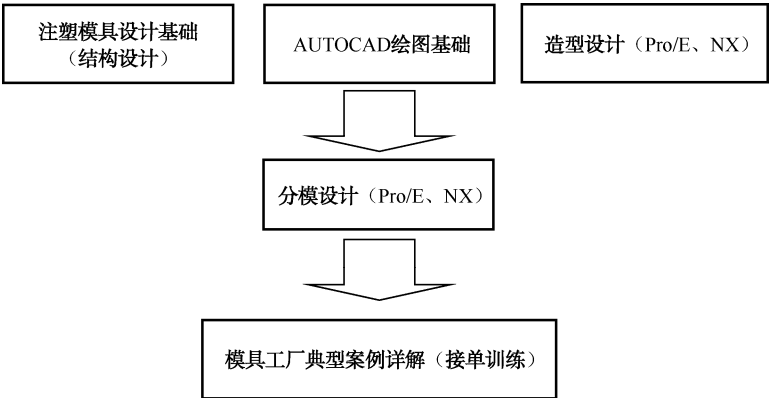 注塑模具设计基础
（结构设计）
AUTOCAD绘图基础
造型设计（Pro/E、NX）
分模设计（Pro/E、NX）
模具工厂典型案例详解（接单训练）